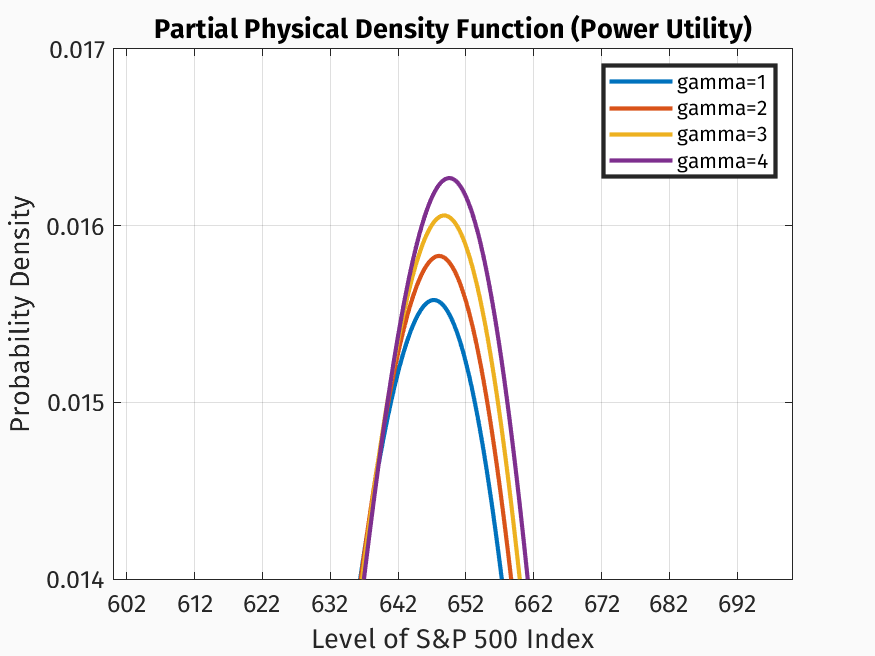 Partial Physical Density Function (Power Utility)
0.017
0.016
0.015
0.014
Probability Density
gamma=1
gamma=2
gamma=3
gamma=4
602 612 622 632 642 652 662 672 682 692
Level of S&P 500 Index